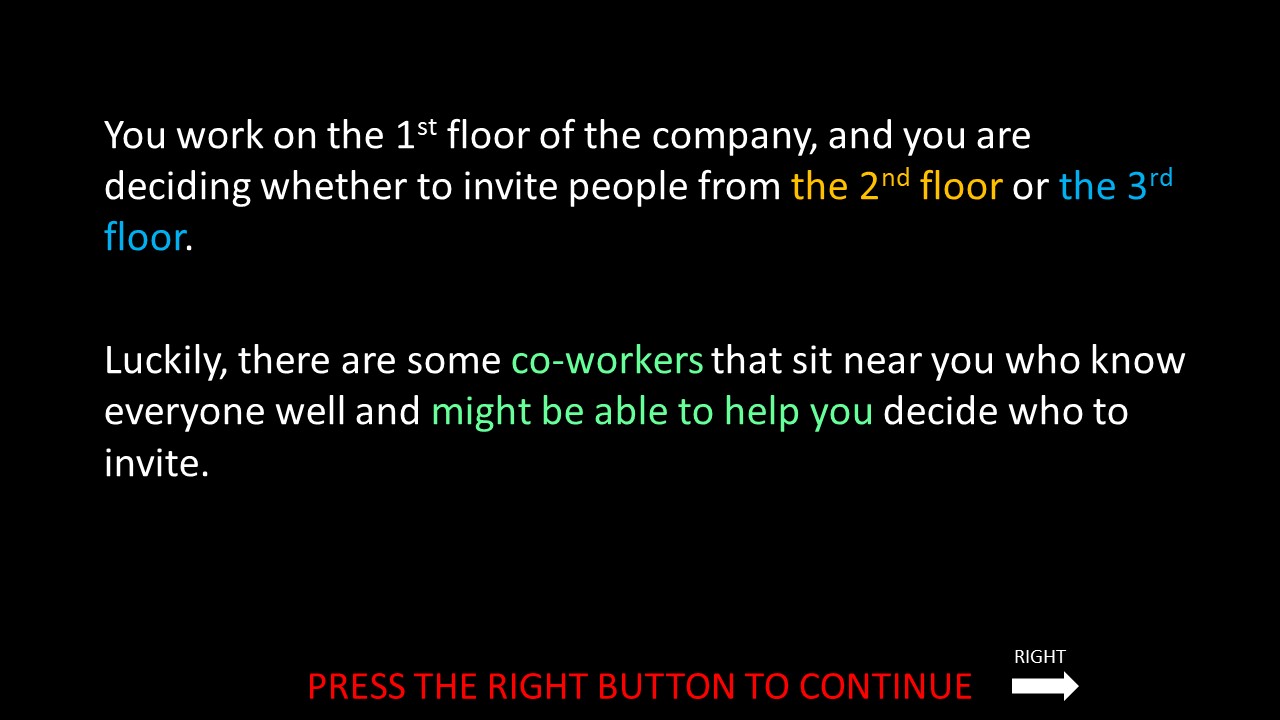 You work on the 1st floor of the company, and you are
deciding whether to invite people from the 2nd floor or the 3rd
floor.
Luckily, there are some co-workers that sit near you who know
everyone well and might be able to help you decide who to
invite.
RIGHT
PRESS THE RIGHT BUTTON TO CONTINUE